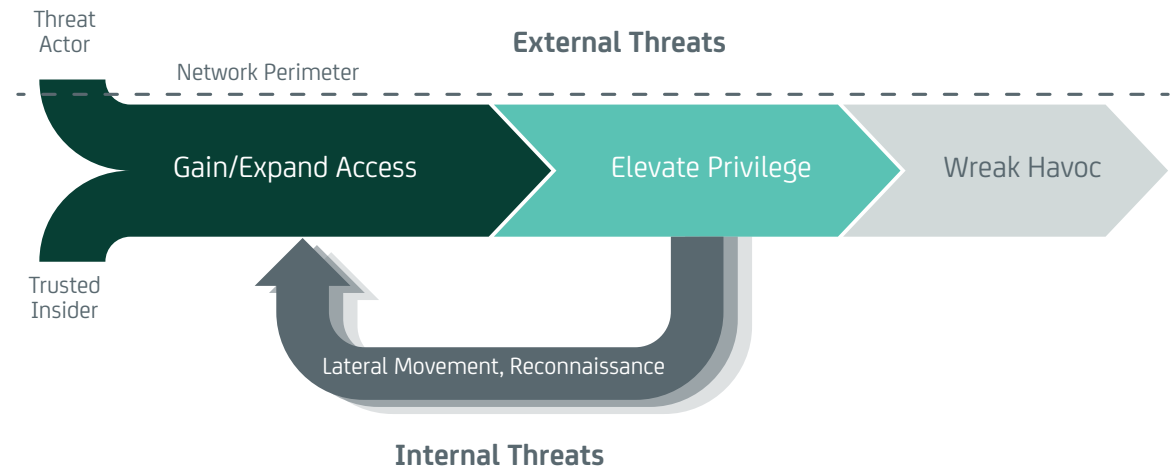 Threat
Actor
External Threats
Network Perimeter
Gain/Expand Access
Elevate Privilege
Wreak Havoc
Trusted
Insider
Lateral Movement, Reconnaissance
Internal Threats